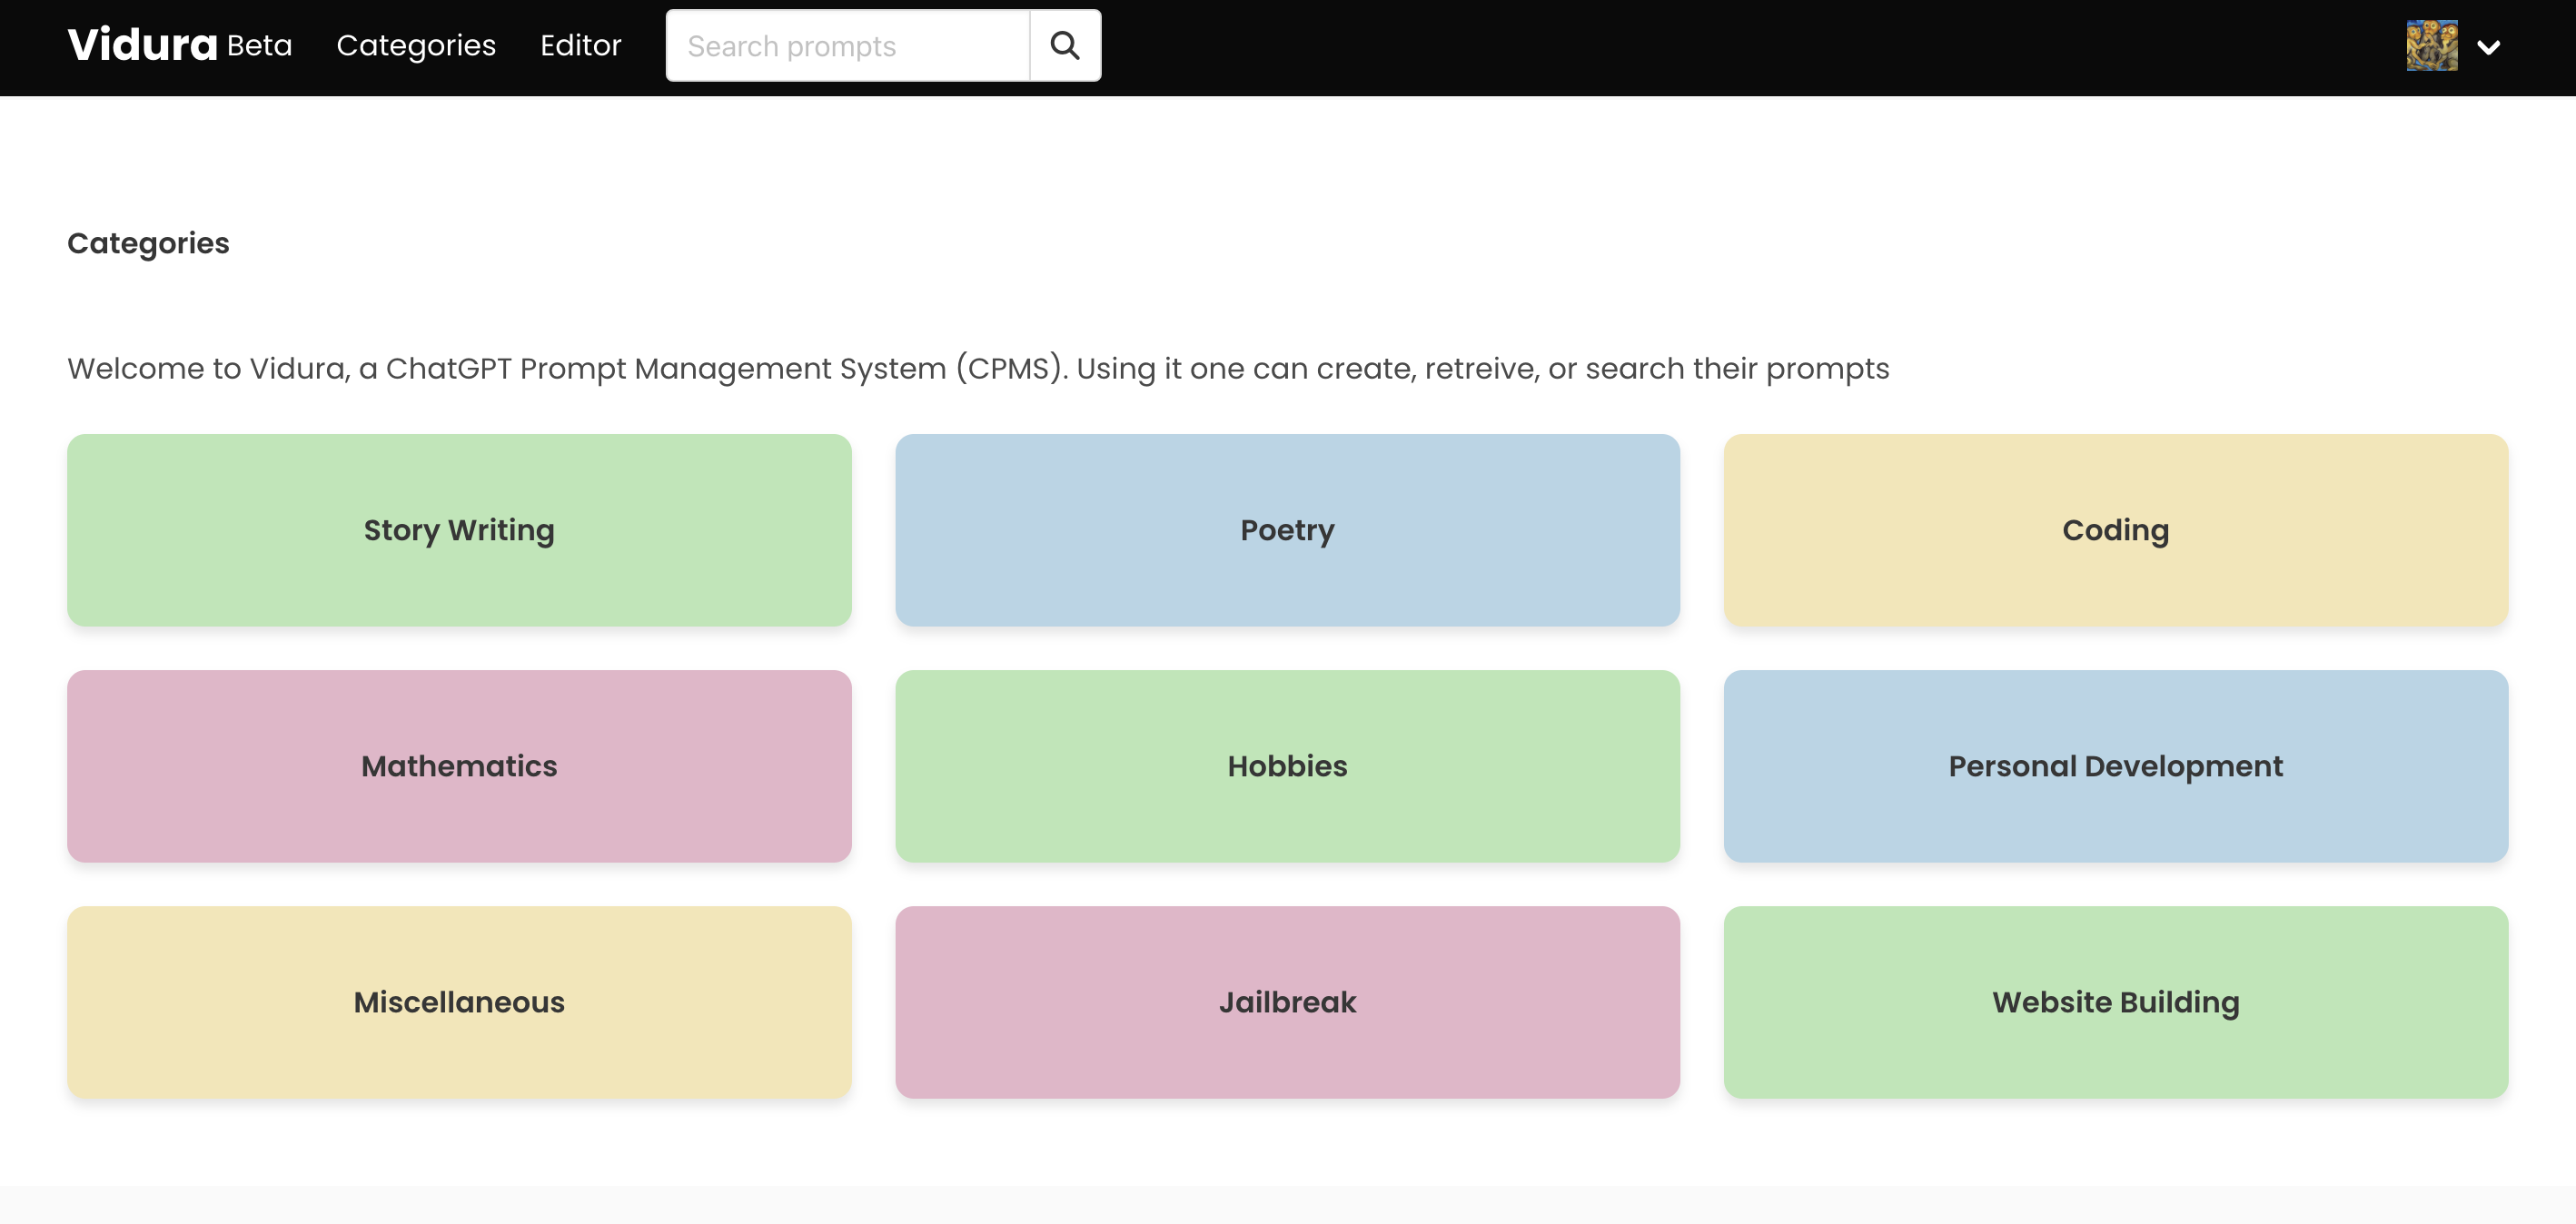 Vidura Beta Categories Editor Search prompts
Categories
Welcome to Vidura, a ChatGPT Prompt Management System (CPMS). Using it one can create, retreive, or search their prompts
Story Writing Poetry Coding
Mathematics Hobbies Personal Development
Miscellaneous Jailbreak Website Building